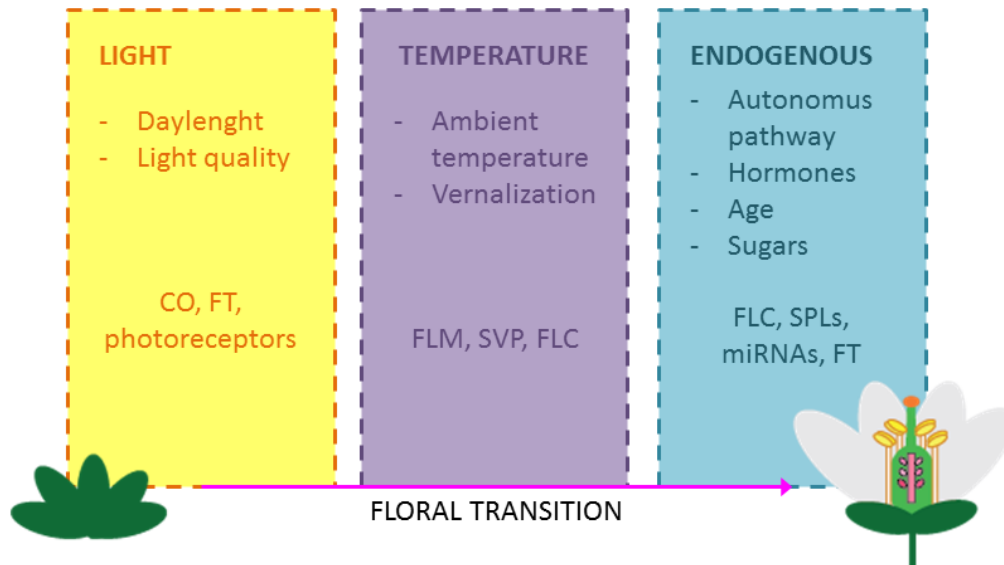 LIGHT
- Daylenght
- Light quality
CO, FT,
photoreceptors
TEMPERATURE
- Ambient
temperature
- Vernalization
FLM, SVP, FLC
ENDOGENOUS
- Autonomus
pathway
- Hormones
- Age
- Sugars
FLC, SPLs,
miRNAs, FT
FLORAL TRANSITION